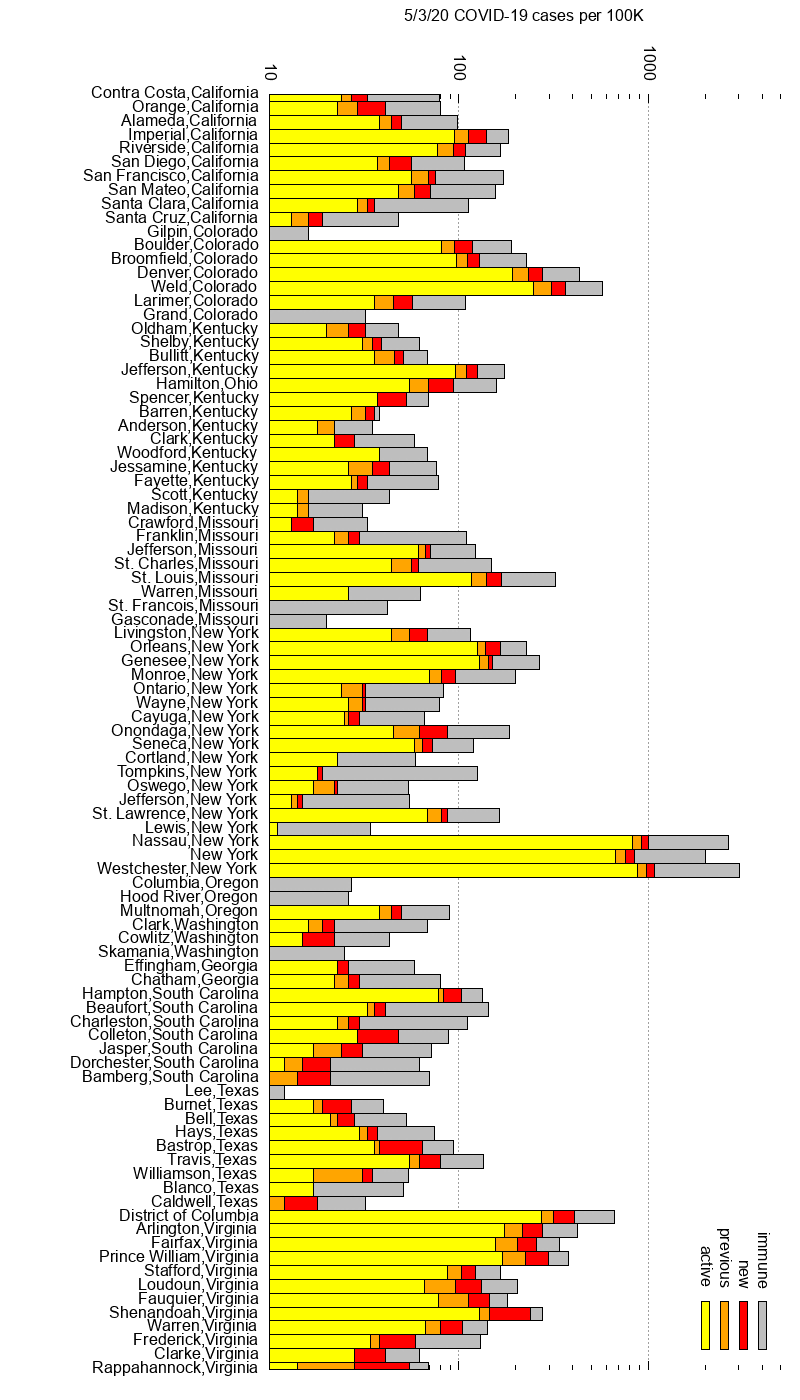 5/3/20 COVID-19 cases per 100K
10
100
1000
Contra Costa,California
Orange,California
Alameda,California
Imperial,California
Riverside,California
San Diego,California
San Francisco,California
San Mateo,California
Santa Clara,California
Santa Cruz,California
Gilpin,Colorado
Boulder,Colorado
Broomfield,Colorado
Denver,Colorado
Weld,Colorado
Larimer,Colorado
Grand,Colorado
Oldham,Kentucky
Shelby,Kentucky
Bullitt,Kentucky
Jefferson,Kentucky
Hamilton,Ohio
Spencer,Kentucky
Barren,Kentucky
Anderson,Kentucky
Clark,Kentucky
Woodford,Kentucky
Jessamine,Kentucky
Fayette,Kentucky
Scott,Kentucky
Madison,Kentucky
Crawford,Missouri
Franklin,Missouri
Jefferson,Missouri
St. Charles,Missouri
St. Louis,Missouri
Warren,Missouri
St. Francois,Missouri
Gasconade,Missouri
Livingston,New York
Orleans,New York
Genesee,New York
Monroe,New York
Ontario,New York
Wayne,New York
Cayuga,New York
Onondaga,New York
Seneca,New York
Cortland,New York
Tompkins,New York
Oswego,New York
Jefferson,New York
St. Lawrence,New York
Lewis,New York
Nassau,New York
New York
Westchester,New York
Columbia,Oregon
Hood River,Oregon
Multnomah,Oregon
Clark,Washington
Cowlitz,Washington
Skamania,Washington
Effingham,Georgia
Chatham,Georgia
Hampton,South Carolina
Beaufort,South Carolina
Charleston,South Carolina
Colleton,South Carolina
Jasper,South Carolina
Dorchester,South Carolina
Bamberg,South Carolina
Lee,Texas
Burnet,Texas
Bell,Texas
Hays,Texas
Bastrop,Texas
Travis,Texas
Williamson,Texas
Blanco,Texas
Caldwell,Texas
District of Columbia
Arlington,Virginia
Fairfax,Virginia
Prince William,Virginia
Stafford,Virginia
Loudoun,Virginia
Fauquier,Virginia
Shenandoah,Virginia
Warren,Virginia
Frederick,Virginia
Clarke,Virginia
Rappahannock,Virginia
immune
new
previous
active